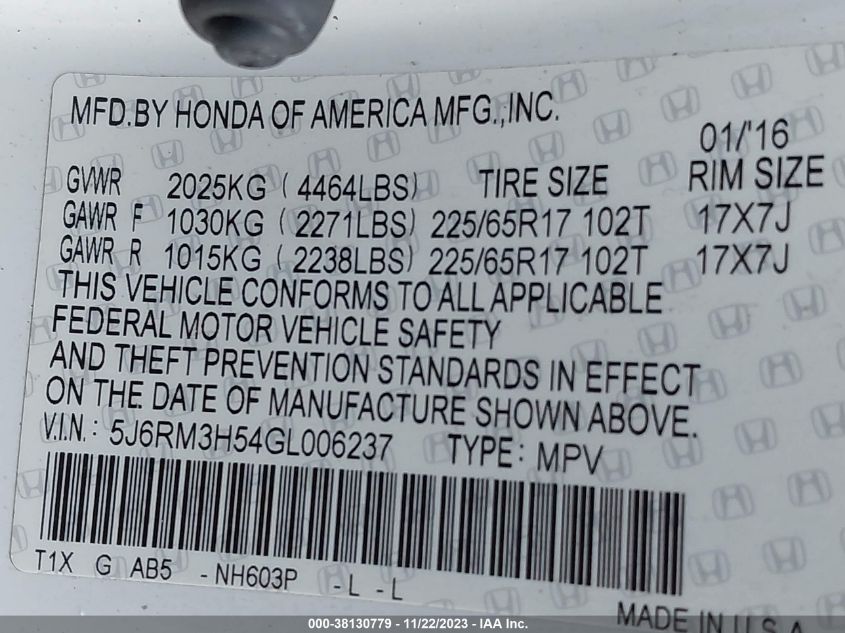 MFD.BY HONDA OF AMERICA MFG.,INC.
01/'16
GVWR 2025KG ( 4464LBS) TIRE SIZE RIM SIZE
GAWR F 1030KG ( 2271LBS) 225/65R17 102T 17X7J
GAWR R 1015KG ( 2238LBS) 225/65R17 102T 17X7J
THIS VEHICLE CONFORMS TO ALL APPLICABLE
FEDERAL MOTOR VEHICLE SAFETY
AND THEFT PREVENTION STANDARDS IN EFFECT
ON THE DATE OF MANUFACTURE SHOWN ABOVE.
V.I.N.: 5J6RM3H54GL006237 TYPE: MPV
T1X G AB5 -NH603P -L -L
MADE IN U.S.A.
000-38130779 - 11/22/2023 - IAA Inc.